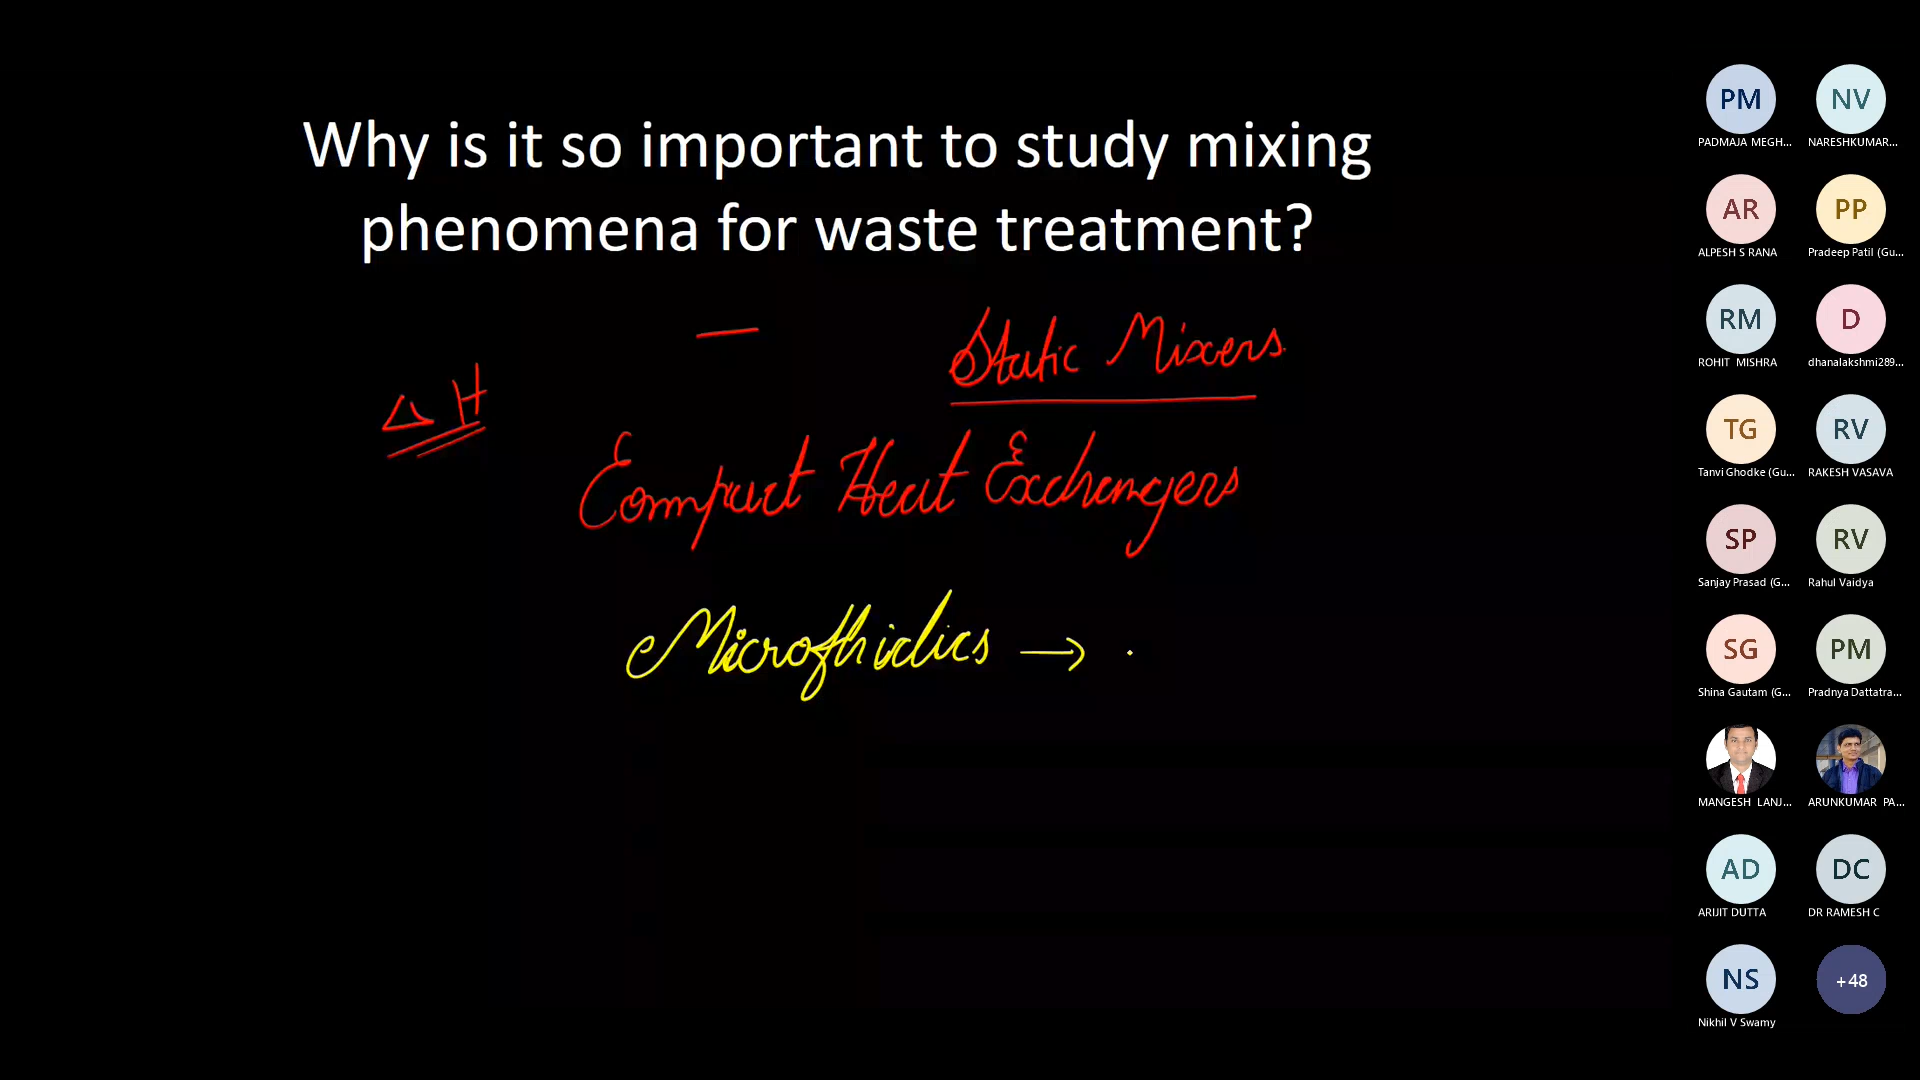 Why is it so important to study mixing
phenomena for waste treatment?
Static Mixers
ΔH
Compact Heat Exchangers
Microfluidics →
PM
NV
PADMAJA MEGH...
NARESHKUMAR...
AR
PP
ALPESH S RANA
Pradeep Patil (Gu...
RM
D
ROHIT MISHRA
dhanalakshmi289...
TG
RV
Tanvi Ghodke (Gu...
RAKESH VASAVA
SP
RV
Sanjay Prasad (G...
Rahul Vaidya
SG
PM
Shina Gautam (G...
Pradnya Dattatra...
MANGESH LANJ...
ARUNKUMAR PA...
AD
DC
ARIJIT DUTTA
DR RAMESH C
NS
+48
Nikhil V Swamy